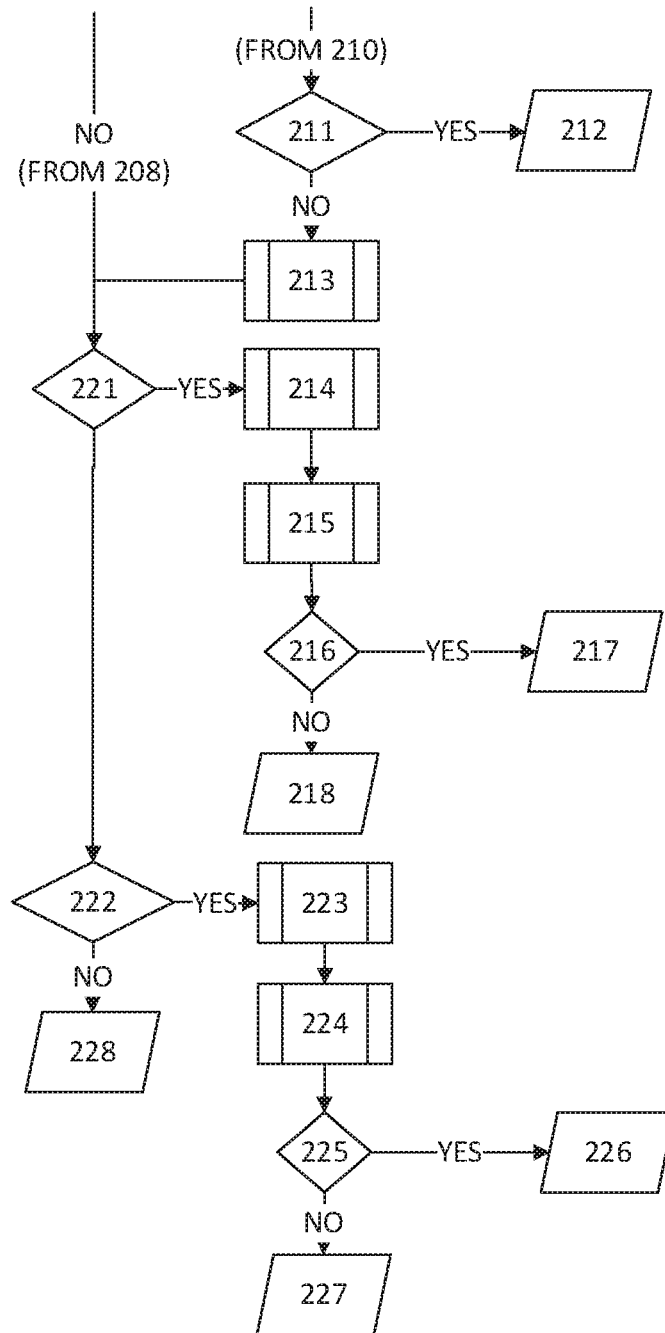 (FROM 210)
NO
(FROM 208)
211
YES
212
NO
213
221
YES
214
215
216
YES
217
NO
218
222
YES
223
NO
228
224
225
YES
226
NO
227